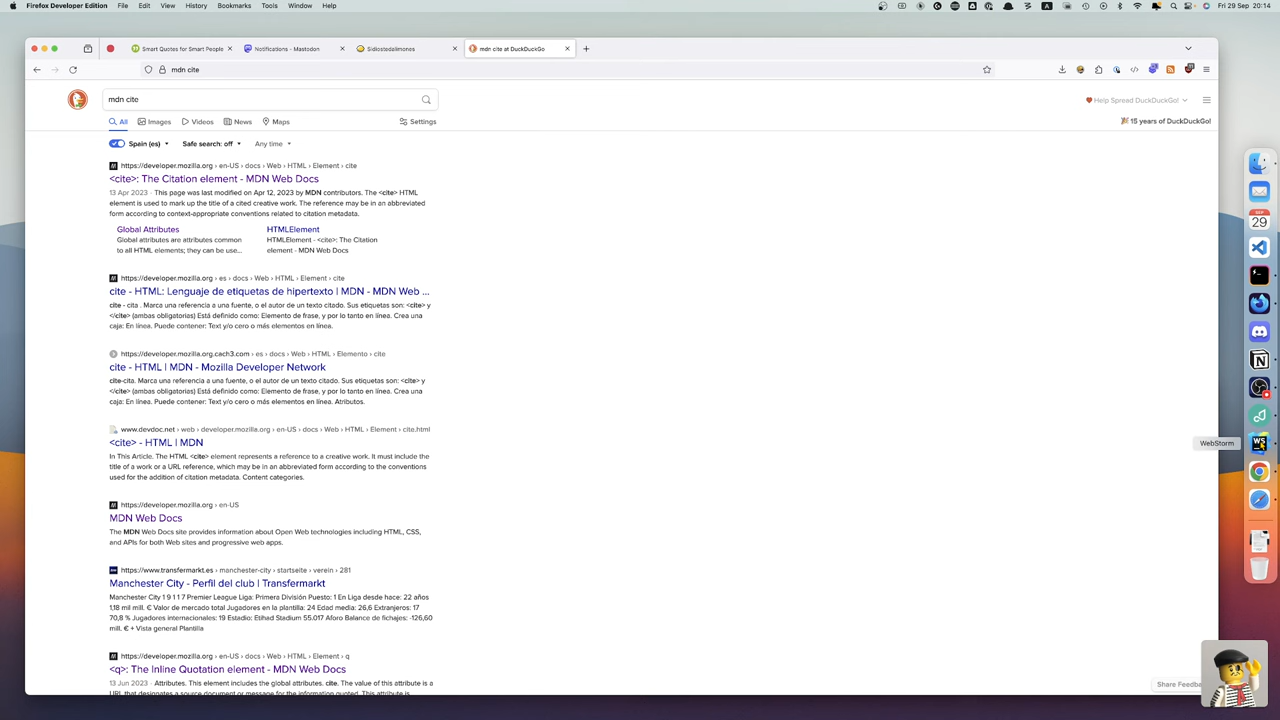 Firefox Developer Edition File Edit View History Bookmarks Tools Window Help
Fri 29 Sep 20:14
Smart Quotes for Smart People
Notifications - Mastodon
Sidiostedalimones
mdn cite at DuckDuckGo
mdn cite
mdn cite
Help Spread DuckDuckGo!
All Images Videos News Maps Settings
15 years of DuckDuckGo!
Spain (es) Safe search: off Any time
https://developer.mozilla.org › en-US › docs › Web › HTML › Element › cite
<cite>: The Citation element - MDN Web Docs
13 Apr 2023 · This page was last modified on Apr 12, 2023 by MDN contributors. The <cite> HTML
element is used to mark up the title of a cited creative work. The reference may be in an abbreviated
form according to context-appropriate conventions related to citation metadata.
Global Attributes
Global attributes are attributes common
to all HTML elements; they can be use...
HTMLElement
HTMLElement - <cite>: The Citation
element - MDN Web Docs
https://developer.mozilla.org › es › docs › Web › HTML › Element › cite
cite - HTML: Lenguaje de etiquetas de hipertexto | MDN - MDN Web ...
cite - cita . Marca una referencia a una fuente, o el autor de un texto citado. Sus etiquetas son: <cite> y
</cite> (ambas obligatorias) Está definido como: Elemento de frase, y por lo tanto en línea. Crea una
caja: En línea. Puede contener: Text y/o cero o más elementos en línea.
https://developer.mozilla.org.cach3.com › es › docs › Web › HTML › Elemento › cite
cite - HTML | MDN - Mozilla Developer Network
cite-cita. Marca una referencia a una fuente, o el autor de un texto citado. Sus etiquetas son: <cite> y
</cite> (ambas obligatorias) Está definido como: Elemento de frase, y por lo tanto en línea. Crea una
caja: En línea. Puede contener: Text y/o cero o más elementos en línea. Atributos.
www.devdoc.net › web › developer.mozilla.org › en-US › docs › Web › HTML › Element › cite.html
<cite> - HTML | MDN
In This Article. The HTML <cite> element represents a reference to a creative work. It must include the
title of a work or a URL reference, which may be in an abbreviated form according to the conventions
used for the addition of citation metadata. Content categories.
WebStorm
https://developer.mozilla.org › en-US
MDN Web Docs
The MDN Web Docs site provides information about Open Web technologies including HTML, CSS,
and APIs for both Web sites and progressive web apps.
https://www.transfermarkt.es › manchester-city › startseite › verein › 281
Manchester City - Perfil del club | Transfermarkt
Manchester City 1 9 1 1 7 Premier League Liga: Primera División Puesto: 1 En Liga desde hace: 22 años
1,18 mil mill. € Valor de mercado total Jugadores en la plantilla: 24 Edad media: 26,6 Extranjeros: 17
70,8 % Jugadores internacionales: 19 Estadio: Etihad Stadium 55.017 Aforo Balance de fichajes: -126,60
mill. € + Vista general Plantilla
https://developer.mozilla.org › en-US › docs › Web › HTML › Element › q
<q>: The Inline Quotation element - MDN Web Docs
13 Jun 2023 · Attributes. This element includes the global attributes. cite. The value of this attribute is a
URL that designates a source document or message for the information quoted. This attribute is
Share Feedba